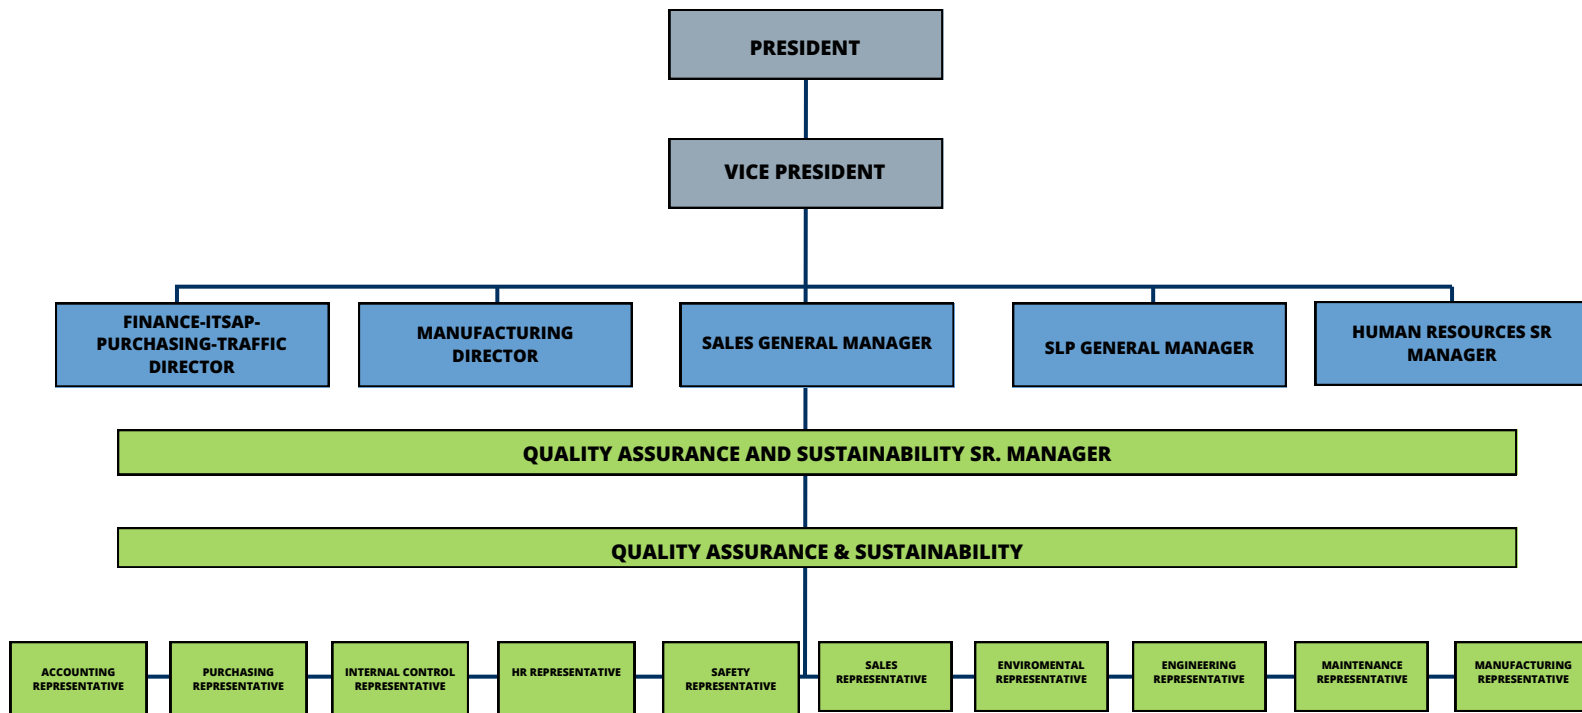 PRESIDENT
VICE PRESIDENT
FINANCE-ITSAP-
PURCHASING-TRAFFIC
DIRECTOR
MANUFACTURING
DIRECTOR
SALES GENERAL MANAGER
SLP GENERAL MANAGER
HUMAN RESOURCES SR
MANAGER
QUALITY ASSURANCE AND SUSTAINABILITY SR. MANAGER
QUALITY ASSURANCE & SUSTAINABILITY
ACCOUNTING
REPRESENTATIVE
PURCHASING
REPRESENTATIVE
INTERNAL CONTROL
REPRESENTATIVE
HR REPRESENTATIVE
SAFETY
REPRESENTATIVE
SALES
REPRESENTATIVE
ENVIROMENTAL
REPRESENTATIVE
ENGINEERING
REPRESENTATIVE
MAINTENANCE
REPRESENTATIVE
MANUFACTURING
REPRESENTATIVE